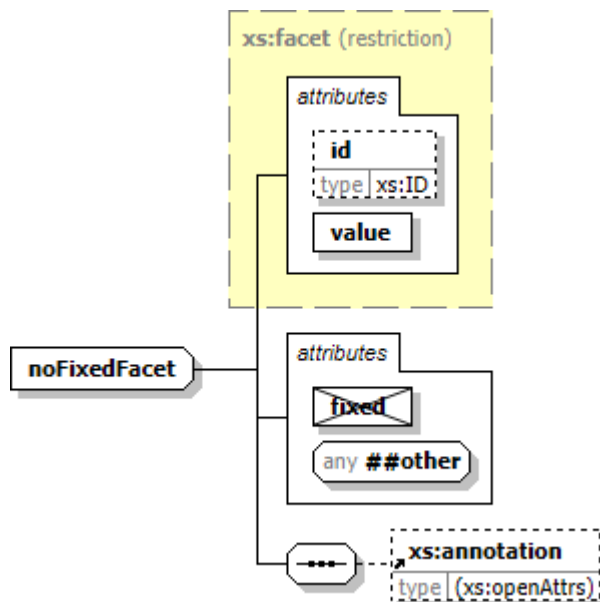 xs:facet (restriction)
attributes
id
type xs:ID
value
noFixedFacet
attributes
fixed
any ##other
xs:annotation
type (xs:openAttrs)